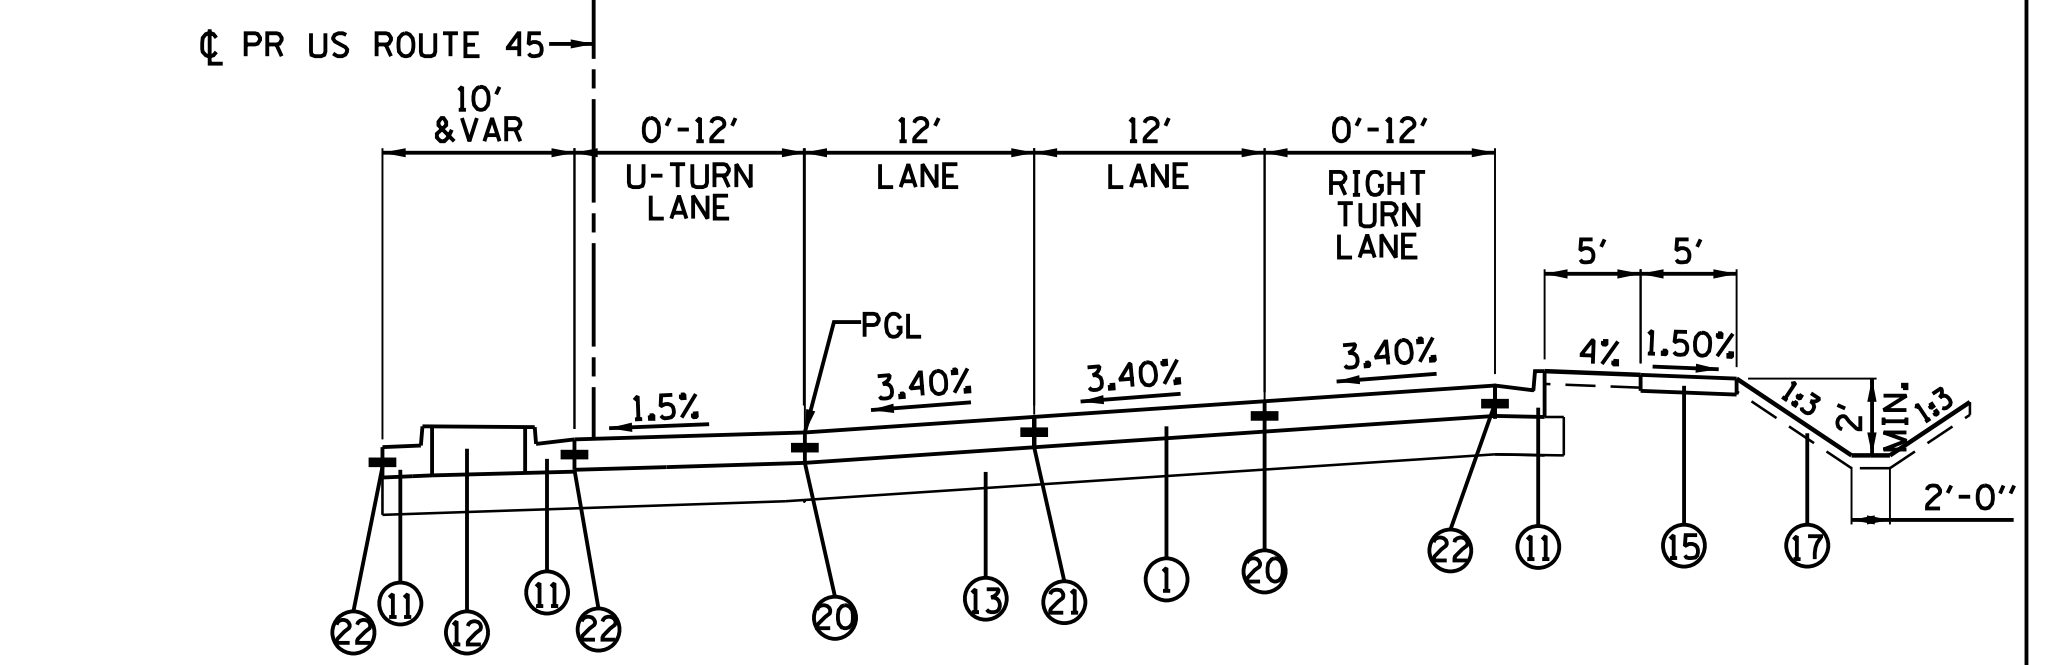 ℄ PR US ROUTE 45
10'
&VAR
0'-12'
12'
12'
0'-12'
U-TURN
LANE
LANE
LANE
RIGHT
TURN
LANE
5'
5'
PGL
1.5%
3.40%
3.40%
3.40%
4%
1.50%
1:3
2'
MIN.
1:3
2'-0"
22
11
12
11
22
20
13
21
1
20
22
11
15
17